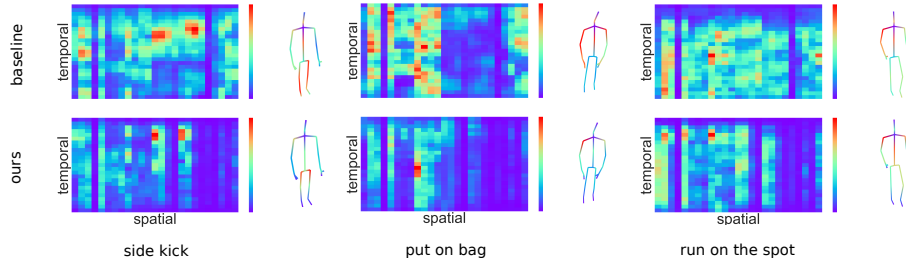 baseline
temporal
temporal
temporal
ours
temporal
temporal
temporal
spatial
spatial
spatial
side kick
put on bag
run on the spot